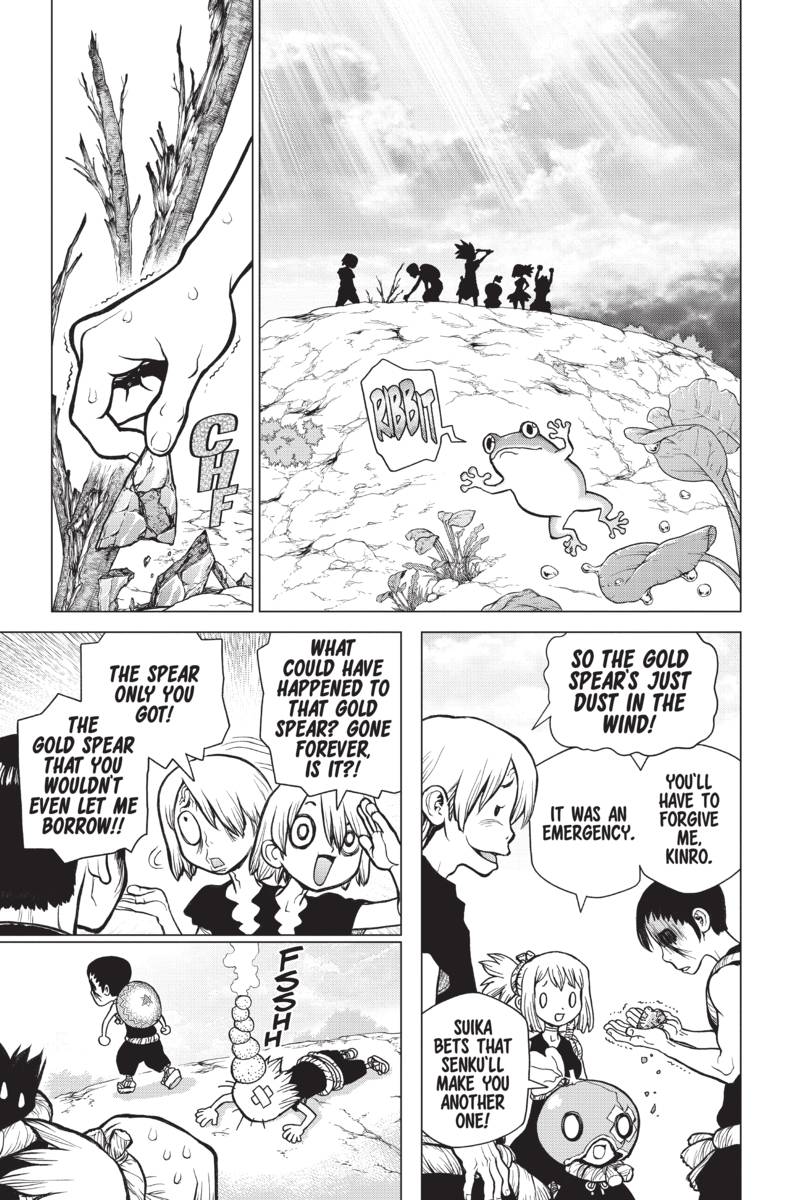 RIBBIT
CHF
SO THE GOLD
SPEAR'S JUST
DUST IN THE
WIND!
YOU'LL
HAVE TO
FORGIVE
ME,
KINRO.
IT WAS AN
EMERGENCY.
SUIKA
BETS THAT
SENKU'LL
MAKE YOU
ANOTHER
ONE!
WHAT
COULD HAVE
HAPPENED TO
THAT GOLD
SPEAR? GONE
FOREVER,
IS IT?!
THE SPEAR
ONLY YOU
GOT!
THE
GOLD SPEAR
THAT YOU
WOULDN'T
EVEN LET ME
BORROW!!
FSSHH